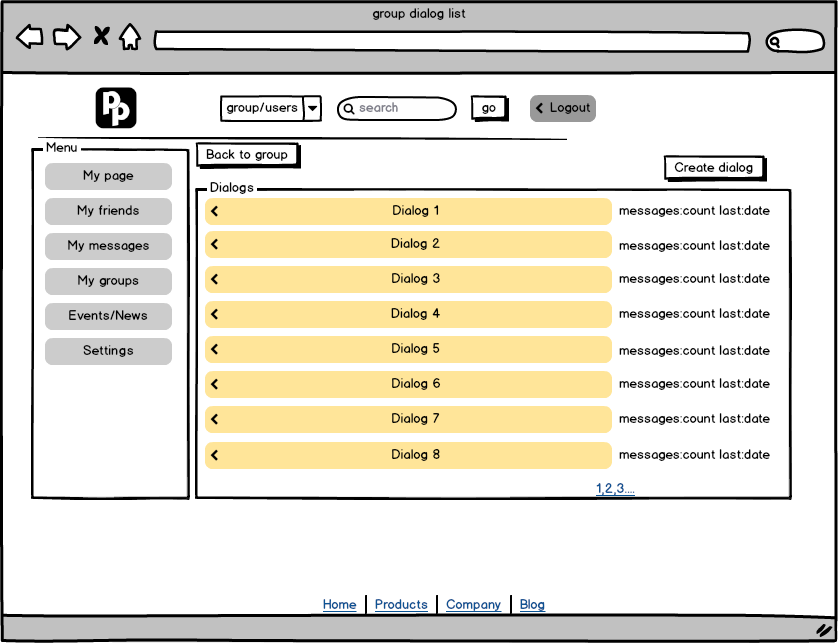 group dialog list
Pp
group/users search go Logout
Menu
Back to group
Create dialog
My page
My friends
My messages
My groups
Events/News
Settings
Dialogs
Dialog 1 messages:count last:date
Dialog 2 messages:count last:date
Dialog 3 messages:count last:date
Dialog 4 messages:count last:date
Dialog 5 messages:count last:date
Dialog 6 messages:count last:date
Dialog 7 messages:count last:date
Dialog 8 messages:count last:date
1,2,3....
Home Products Company Blog